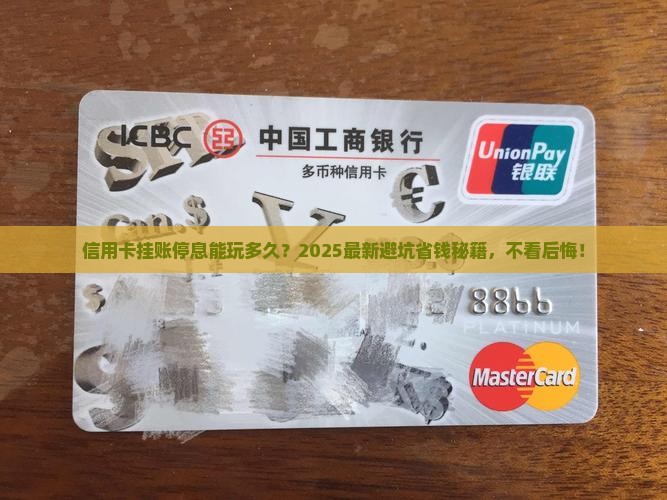 ICBC 中国工商银行
多币种信用卡
UnionPay
银联
Can.$
€
¥
信用卡挂账停息能玩多久？2025最新避坑省钱秘籍，不看后悔！
$
8866
PLATINUM
MasterCard